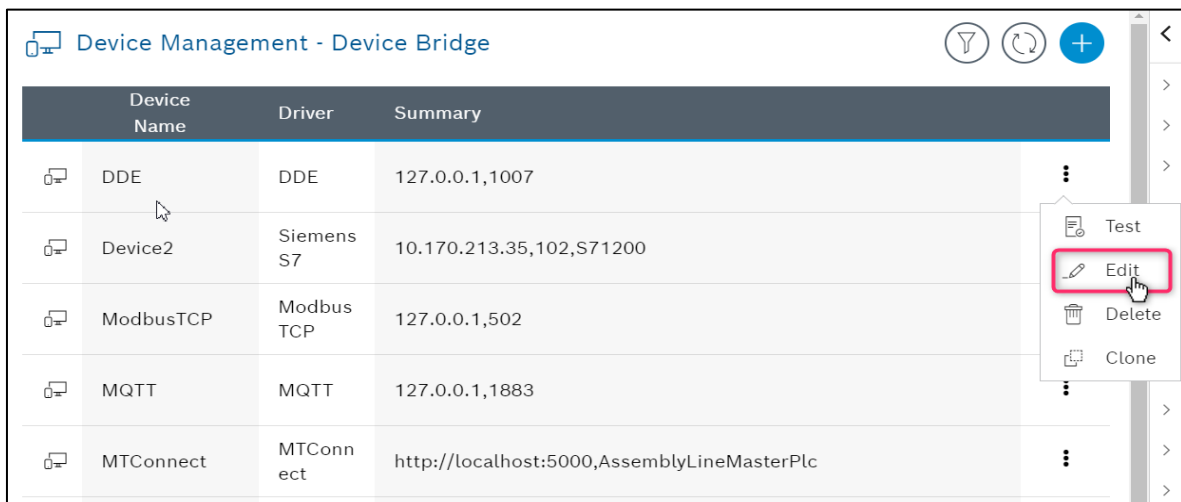 Device Management - Device Bridge
Device
Name
Driver
Summary
DDE
DDE
127.0.0.1,1007
Test
Device2
Siemens
S7
10.170.213.35,102,S71200
Edit
ModbusTCP
Modbus
TCP
127.0.0.1,502
Delete
Clone
MQTT
MQTT
127.0.0.1,1883
MTConnect
MTConn
ect
http://localhost:5000,AssemblyLineMasterPlc